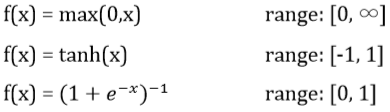 f(x) = max(0,x) range: [0, ∞]
f(x) = tanh(x) range: [-1, 1]
f(x) = (1 + e⁻ˣ)⁻¹ range: [0, 1]